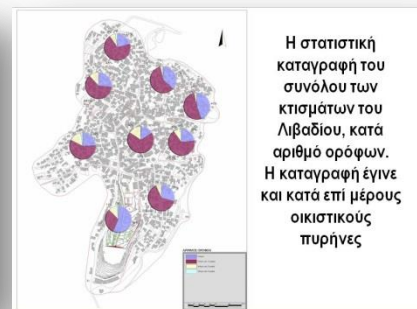 Η στατιστική
καταγραφή του
συνόλου των
κτισμάτων του
Λιβαδίου, κατά
αριθμό ορόφων.
Η καταγραφή έγινε
και κατά επί μέρους
οικιστικούς
πυρήνες